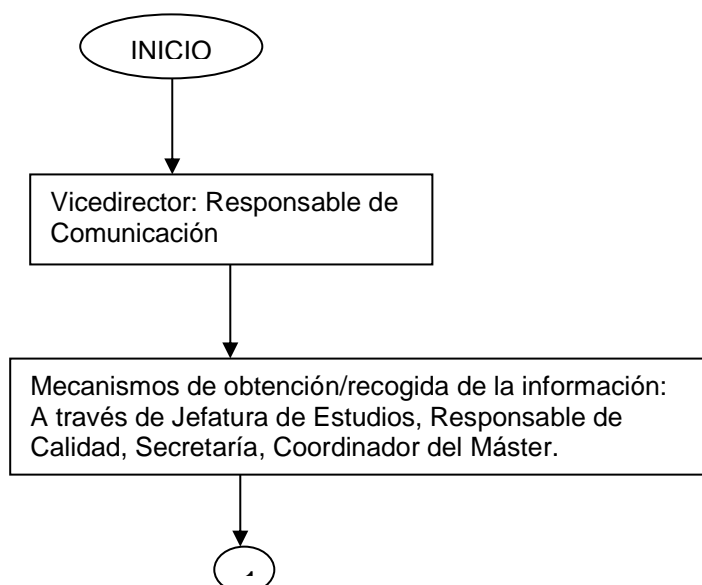 INICIO
Vicedirector: Responsable de
Comunicación
Mecanismos de obtención/recogida de la información:
A través de Jefatura de Estudios, Responsable de
Calidad, Secretaría, Coordinador del Máster.